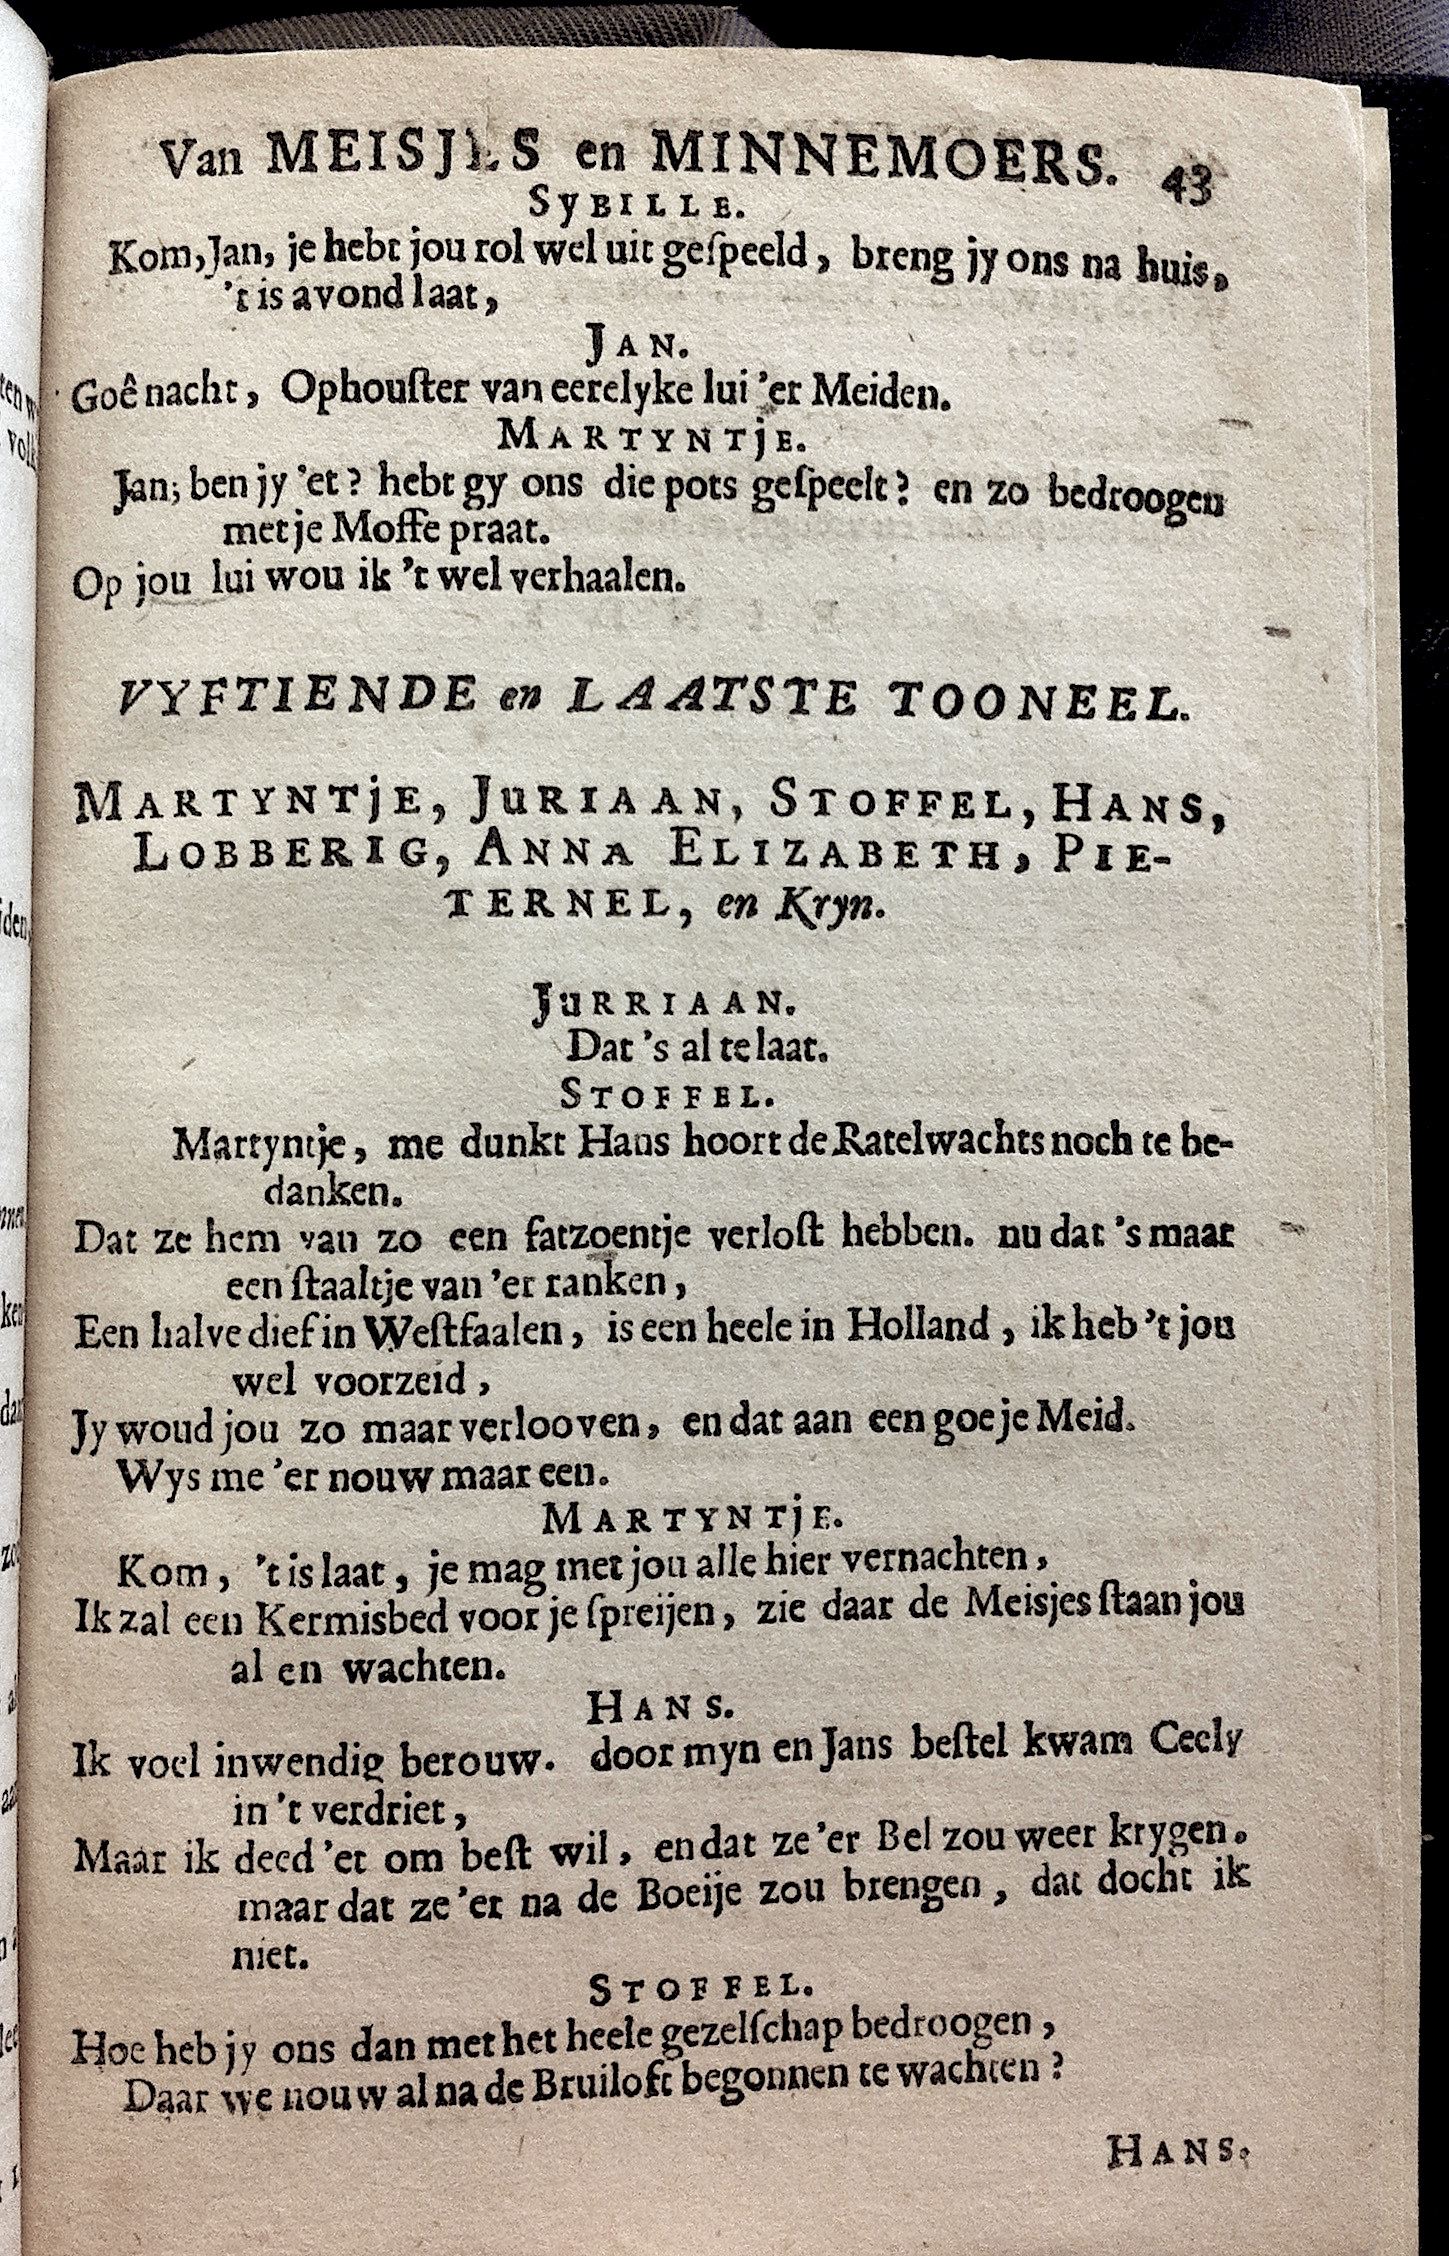 Van MEISJES en MINNEMOERS. 43
SYBILLE.
Kom, Jan, je hebt jou rol wel uit geſpeeld, breng jy ons na huis,
't is avond laat,
JAN.
Goênacht, Ophouſter van eerelyke lui 'er Meiden.
MARTYNTjE.
Jan; ben jy 'et? hebt gy ons die pots geſpeelt? en zo bedroogen
met je Moffe praat.
Op jou lui wou ik 't wel verhaalen.
VYFTIENDE en LAATSTE TOONEEL.
MARTYNTjE, JURIAAN, STOFFEL, HANS,
LOBBERIG, ANNA ELIZABETH, PIE-
TERNEL, en Kryn.
JURRIAAN.
Dat 's al te laat.
STOFFEL.
Martyntje, me dunkt Hans hoort de Ratelwachts noch te be-
danken.
Dat ze hem van zo een fatzoentje verloſt hebben. nu dat 's maar
een ſtaaltje van 'er ranken,
Een halve dief in Weſtfaalen, is een heele in Holland, ik heb 't jou
wel voorzeid,
Jy woud jou zo maar verlooven, en dat aan een goeje Meid.
Wys me 'er nouw maar een.
MARTYNTjE.
Kom, 't is laat, je mag met jou alle hier vernachten,
Ik zal een Kermisbed voor je ſpreijen, zie daar de Meisjes ſtaan jou
al en wachten.
HANS.
Ik voel inwendig berouw. door myn en Jans beſtel kwam Ceely
in 't verdriet,
Maar ik deed 'et om beſt wil, en dat ze 'er Bel zou weer krygen.
maar dat ze 'er na de Boeije zou brengen, dat docht ik
niet.
STOFFEL.
Hoe heb jy ons dan met het heele gezelſchap bedroogen,
Daar we nouw al na de Bruiloft begonnen te wachten?
HANS.